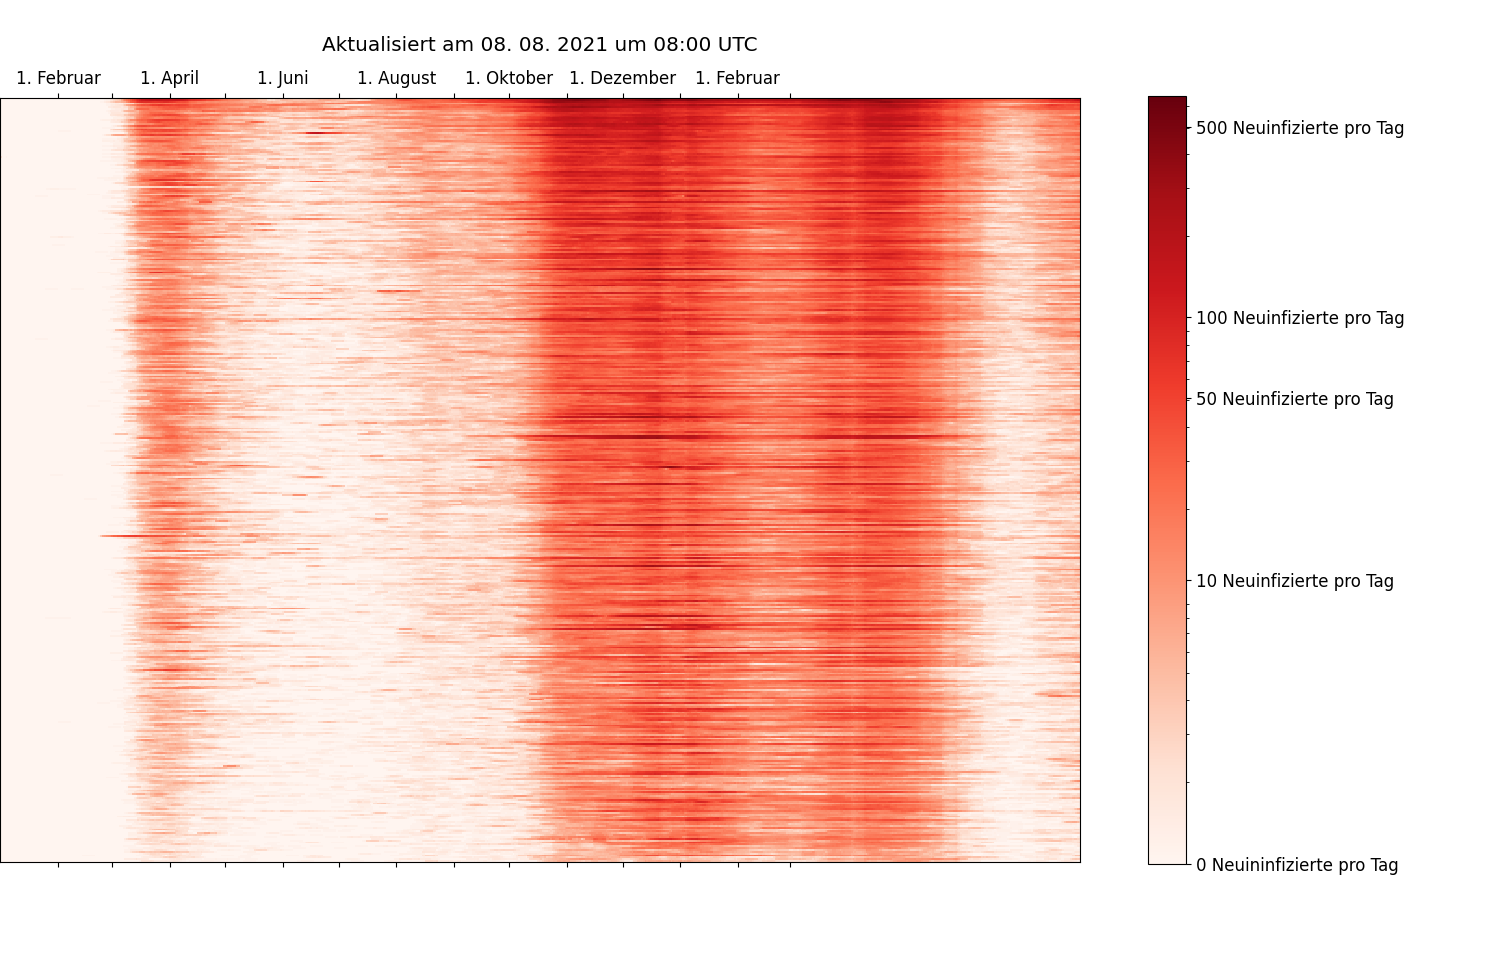 Aktualisiert am 08. 08. 2021 um 08:00 UTC
1. Februar 1. April 1. Juni 1. August 1. Oktober 1. Dezember 1. Februar
500 Neuinfizierte pro Tag
100 Neuinfizierte pro Tag
50 Neuinfizierte pro Tag
10 Neuinfizierte pro Tag
0 Neuininfizierte pro Tag